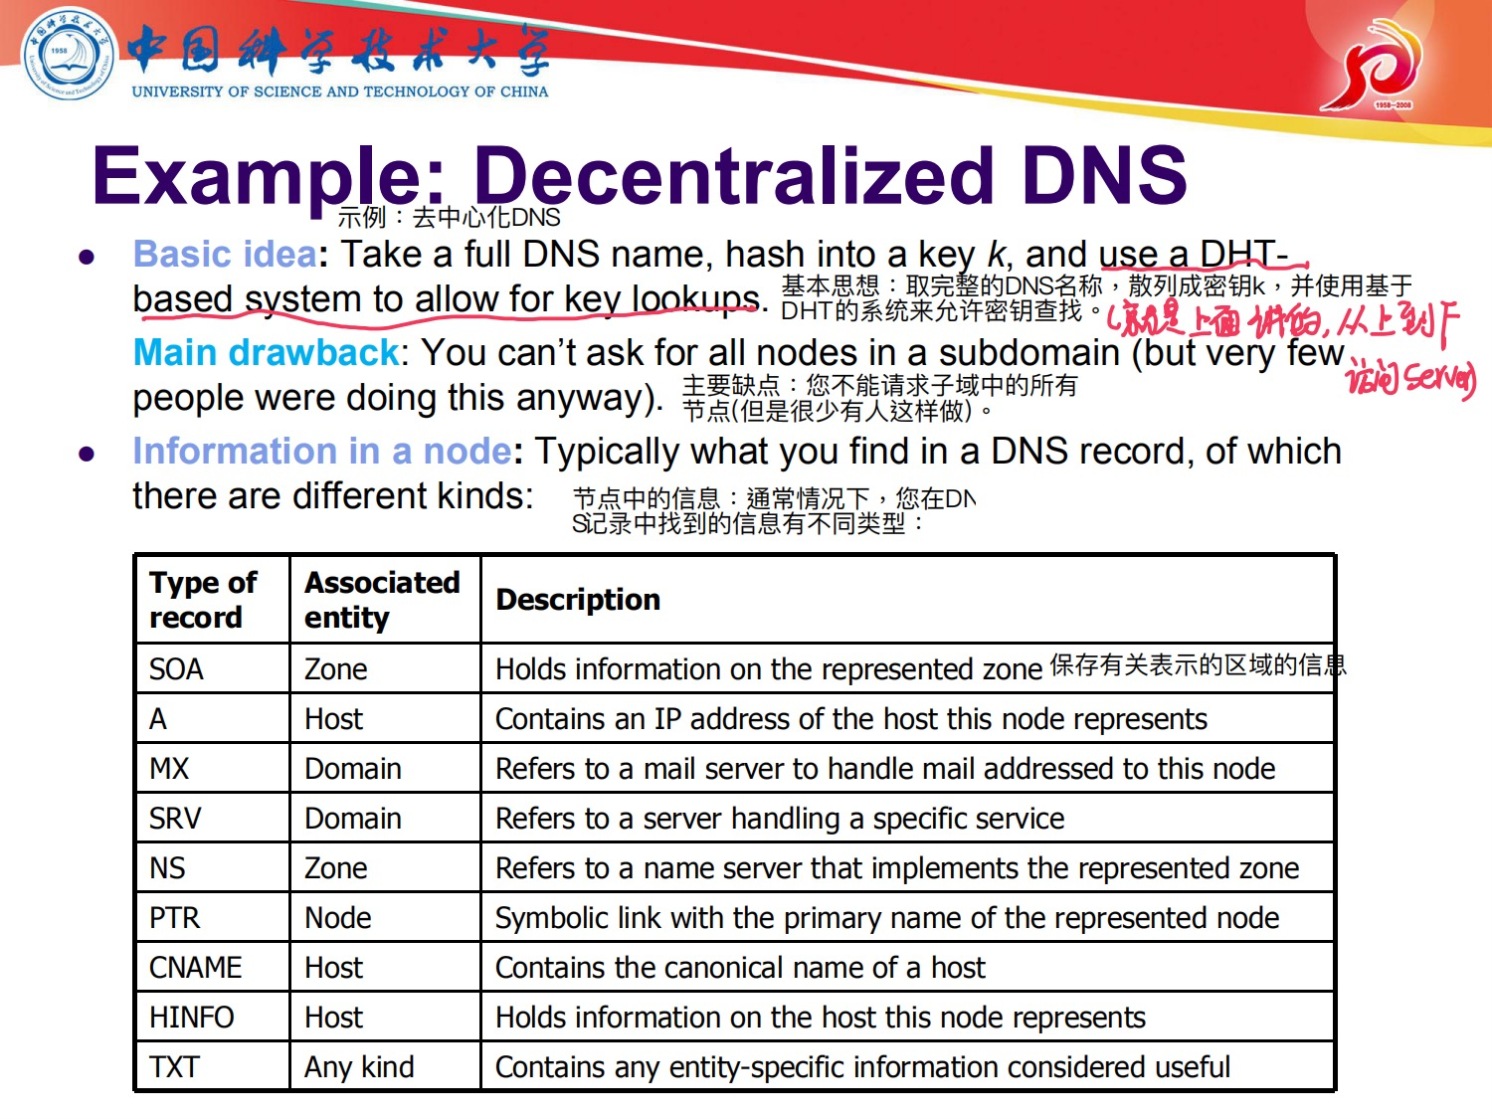 中国科学技术大学
UNIVERSITY OF SCIENCE AND TECHNOLOGY OF CHINA
1958
1958-2008
Example: Decentralized DNS
示例：去中心化DNS
Basic idea: Take a full DNS name, hash into a key k, and use a DHT-
based system to allow for key lookups.
基本思想：取完整的DNS名称，散列成密钥k，并使用基于
DHT的系统来允许密钥查找。
(就是上面讲的,从上到下
访问Server)
Main drawback: You can't ask for all nodes in a subdomain (but very few
people were doing this anyway).
主要缺点：您不能请求子域中的所有
节点(但是很少有人这样做)。
Information in a node: Typically what you find in a DNS record, of which
there are different kinds:
节点中的信息：通常情况下，您在DN
S记录中找到的信息有不同类型：
Type of record Associated entity Description
SOA Zone Holds information on the represented zone 保存有关表示的区域的信息
A Host Contains an IP address of the host this node represents
MX Domain Refers to a mail server to handle mail addressed to this node
SRV Domain Refers to a server handling a specific service
NS Zone Refers to a name server that implements the represented zone
PTR Node Symbolic link with the primary name of the represented node
CNAME Host Contains the canonical name of a host
HINFO Host Holds information on the host this node represents
TXT Any kind Contains any entity-specific information considered useful